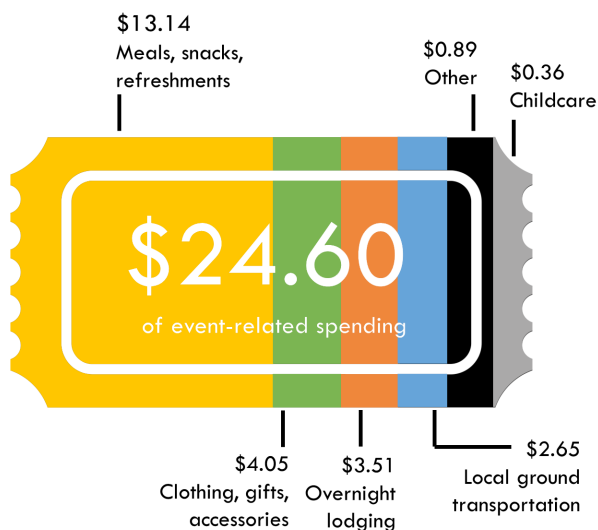 $13.14
Meals, snacks,
refreshments
$0.89
Other
$0.36
Childcare
$24.60
of event-related spending
$4.05
Clothing, gifts,
accessories
$3.51
Overnight
lodging
$2.65
Local ground
transportation